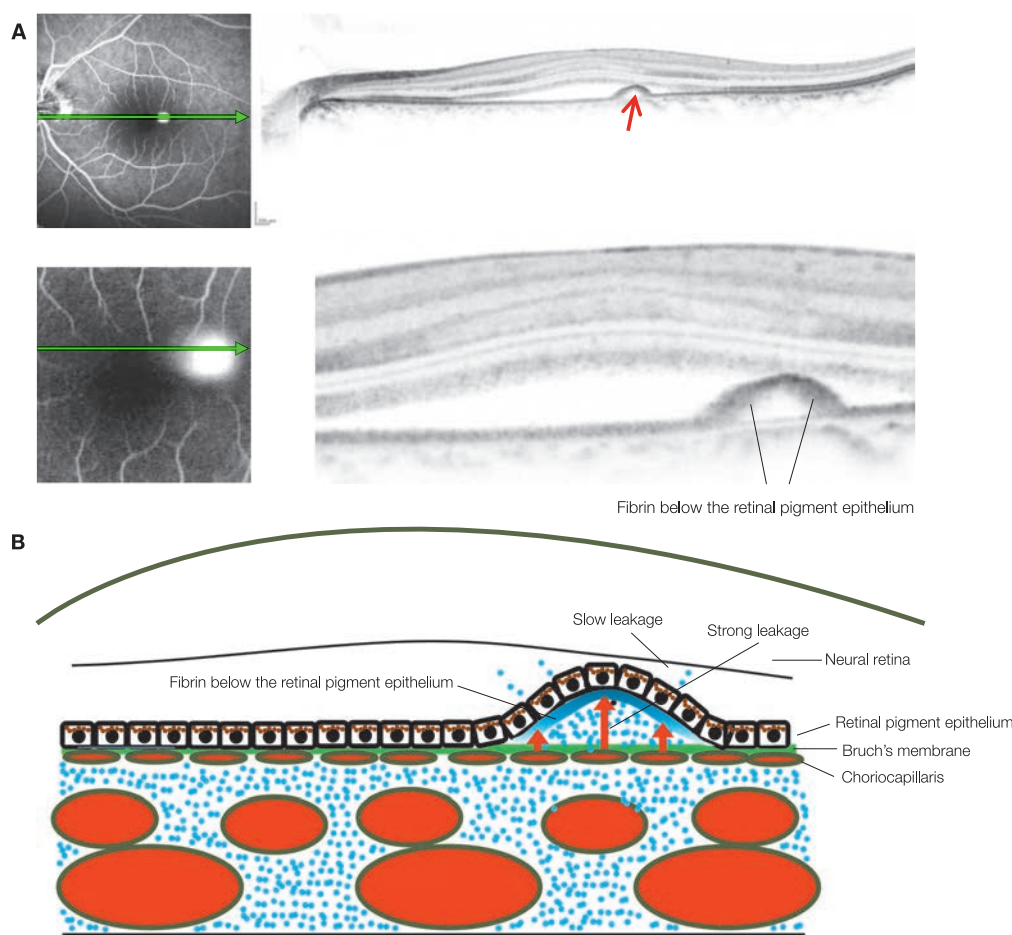 A
Fibrin below the retinal pigment epithelium
B
Slow leakage
Strong leakage
Neural retina
Fibrin below the retinal pigment epithelium
Retinal pigment epithelium
Bruch's membrane
Choriocapillaris